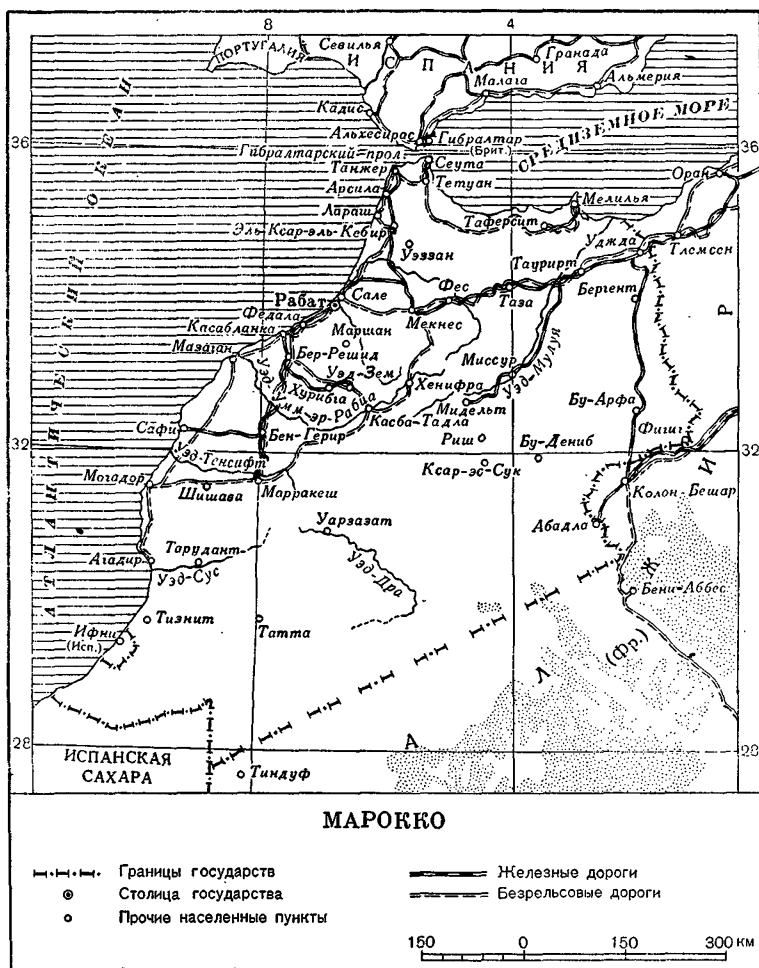 8 4
ПОРТУГАЛИЯ
Севилья
ИСПАНИЯ
Гранада
Малага
Альмерия
Кадис
Альхесирас
36
Гибралтар
(Брит.)
СРЕДИЗЕМНОЕ МОРЕ
36
Гибралтарский прол.
Сеута
Танжер
Тетуан
Оран
Арсила
Мелилья
Лараш
Таферсит
Эль-Ксар-эль-Кебир
Уджда
Тлемсен
Уэззан
Таурирт
Рабат
Сале
Фес
Таза
Бергент
Федала
Касабланка
Мекнес
Маршан
Мазаган
Бер-Решид
Миссур
Уэд-Мулуя
Уэд-Зем
Хенифра
Хурибга
Уэд-Умм-эр-Рабиа
Мидельт
Касба-Тадла
Бу-Арфа
Сафи
Бен-Герир
Риш
Бу-Дениб
Фигиг
32
32
Уэд-Тенсифт
Ксар-эс-Сук
Могадор
Шишава
Марракеш
Колон-Бешар
Уарзазат
Абадла
Агадир
Тарудант
Уэд-Сус
Уэд-Дра
Бени-Аббес
Тизнит
Татта
Ифни
(Исп.)
АТЛАНТИЧЕСКИЙ ОКЕАН
АЛЖИР
(Фр.)
28
28
ИСПАНСКАЯ
САХАРА
Тиндуф
МАРОККО
Границы государств
Столица государства
Прочие населенные пункты
Железные дороги
Безрельсовые дороги
150 0 150 300 км